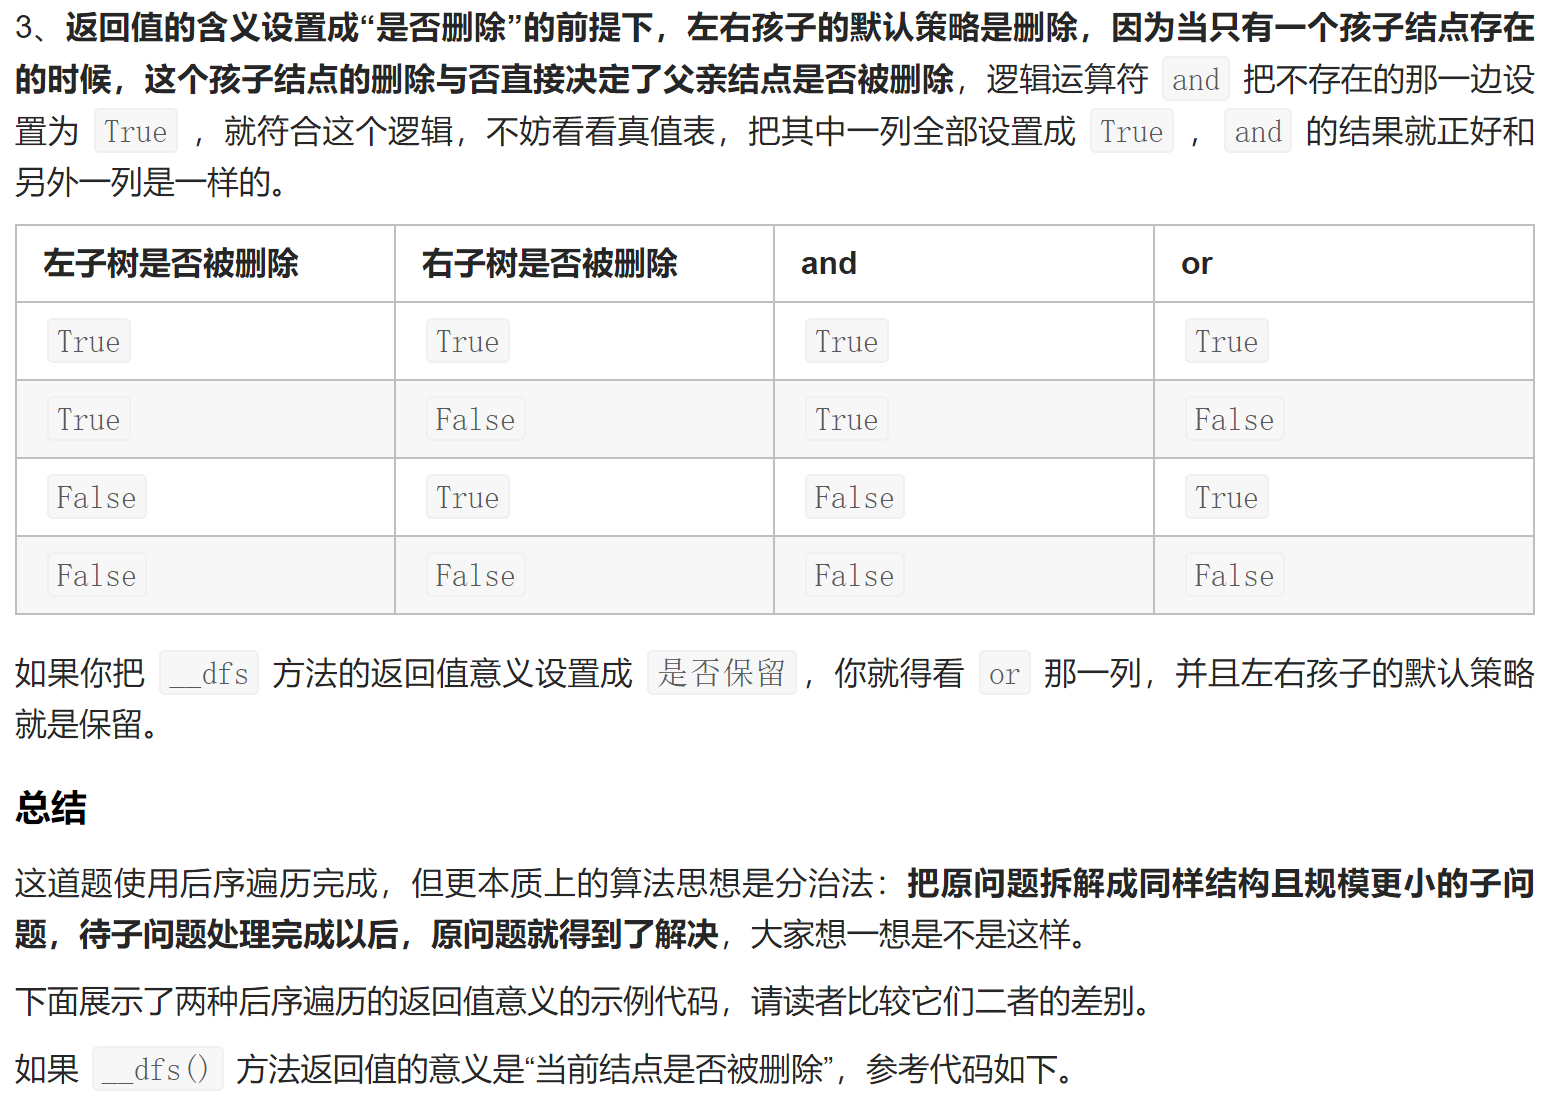 3、返回值的含义设置成“是否删除”的前提下，左右孩子的默认策略是删除，因为当只有一个孩子结点存在
的时候，这个孩子结点的删除与否直接决定了父亲结点是否被删除，逻辑运算符 and 把不存在的那一边设
置为 True ，就符合这个逻辑，不妨看看真值表，把其中一列全部设置成 True ， and 的结果就正好和
另外一列是一样的。
左子树是否被删除 右子树是否被删除 and or
True True True True
True False True False
False True False True
False False False False
如果你把 __dfs 方法的返回值意义设置成 是否保留 ，你就得看 or 那一列，并且左右孩子的默认策略
就是保留。
总结
这道题使用后序遍历完成，但更本质上的算法思想是分治法：把原问题拆解成同样结构且规模更小的子问
题，待子问题处理完成以后，原问题就得到了解决，大家想一想是不是这样。
下面展示了两种后序遍历的返回值意义的示例代码，请读者比较它们二者的差别。
如果 __dfs() 方法返回值的意义是“当前结点是否被删除”，参考代码如下。